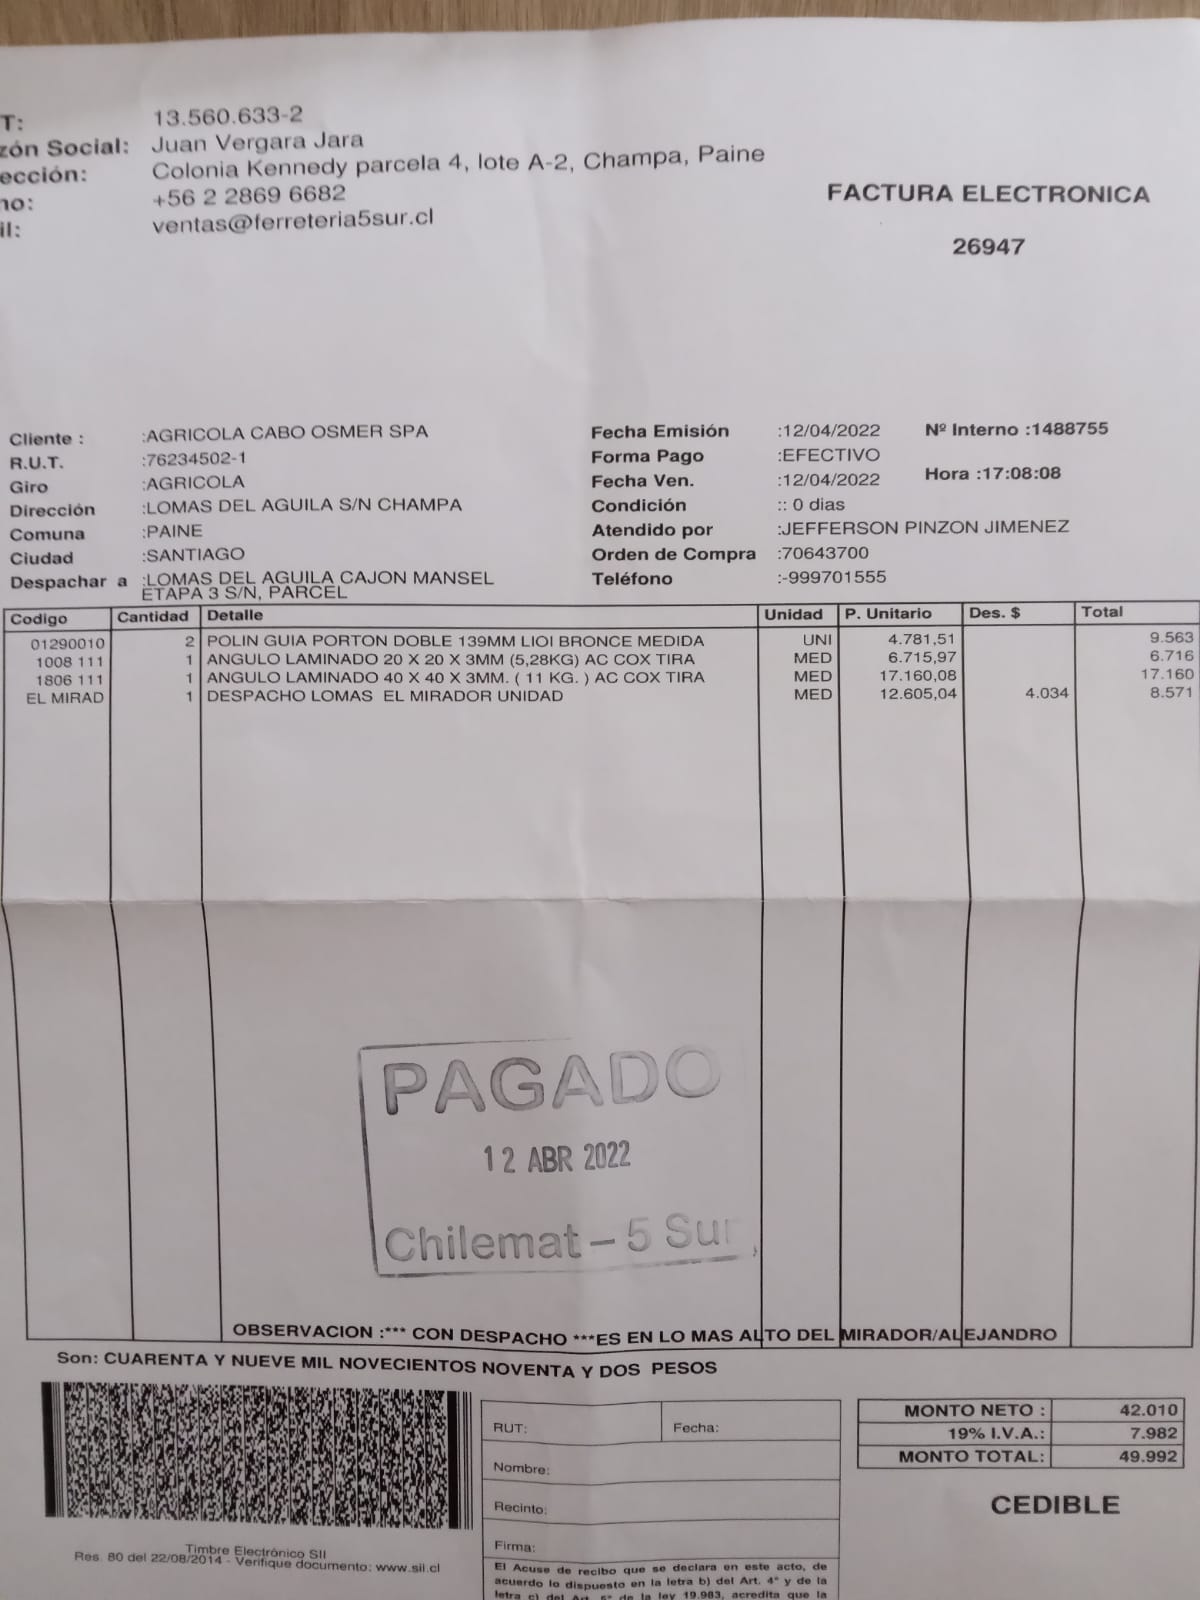 T: 13.560.633-2
zón Social: Juan Vergara Jara
ección: Colonia Kennedy parcela 4, lote A-2, Champa, Paine
no: +56 2 2869 6682
il: ventas@ferreteria5sur.cl
FACTURA ELECTRONICA
26947
Cliente : :AGRICOLA CABO OSMER SPA
R.U.T. :76234502-1
Giro :AGRICOLA
Dirección :LOMAS DEL AGUILA S/N CHAMPA
Comuna :PAINE
Ciudad :SANTIAGO
Despachar a :LOMAS DEL AGUILA CAJON MANSEL
ETAPA 3 S/N, PARCEL
Fecha Emisión :12/04/2022 Nº Interno :1488755
Forma Pago :EFECTIVO
Fecha Ven. :12/04/2022 Hora :17:08:08
Condición :: 0 dias
Atendido por :JEFFERSON PINZON JIMENEZ
Orden de Compra :70643700
Teléfono :-999701555
Codigo Cantidad Detalle Unidad P. Unitario Des. $ Total
01290010 2 POLIN GUIA PORTON DOBLE 139MM LIOI BRONCE MEDIDA UNI 4.781,51 9.563
1008 111 1 ANGULO LAMINADO 20 X 20 X 3MM (5,28KG) AC COX TIRA MED 6.715,97 6.716
1806 111 1 ANGULO LAMINADO 40 X 40 X 3MM. ( 11 KG. ) AC COX TIRA MED 17.160,08 17.160
EL MIRAD 1 DESPACHO LOMAS EL MIRADOR UNIDAD MED 12.605,04 4.034 8.571
PAGADO
12 ABR 2022
Chilemat – 5 Sur
OBSERVACION :*** CON DESPACHO ***ES EN LO MAS ALTO DEL MIRADOR/ALEJANDRO
Son: CUARENTA Y NUEVE MIL NOVECIENTOS NOVENTA Y DOS PESOS
Timbre Electrónico SII
Res. 80 del 22/08/2014 - Verifique documento: www.sii.cl
RUT: Fecha:
Nombre:
Recinto:
Firma:
El Acuse de recibo que se declara en este acto, de
acuerdo lo dispuesto en la letra b) del Art. 4° y de la
letra c) del Art. 5° de la ley 19.983, acredita que la
MONTO NETO : 42.010
19% I.V.A.: 7.982
MONTO TOTAL: 49.992
CEDIBLE